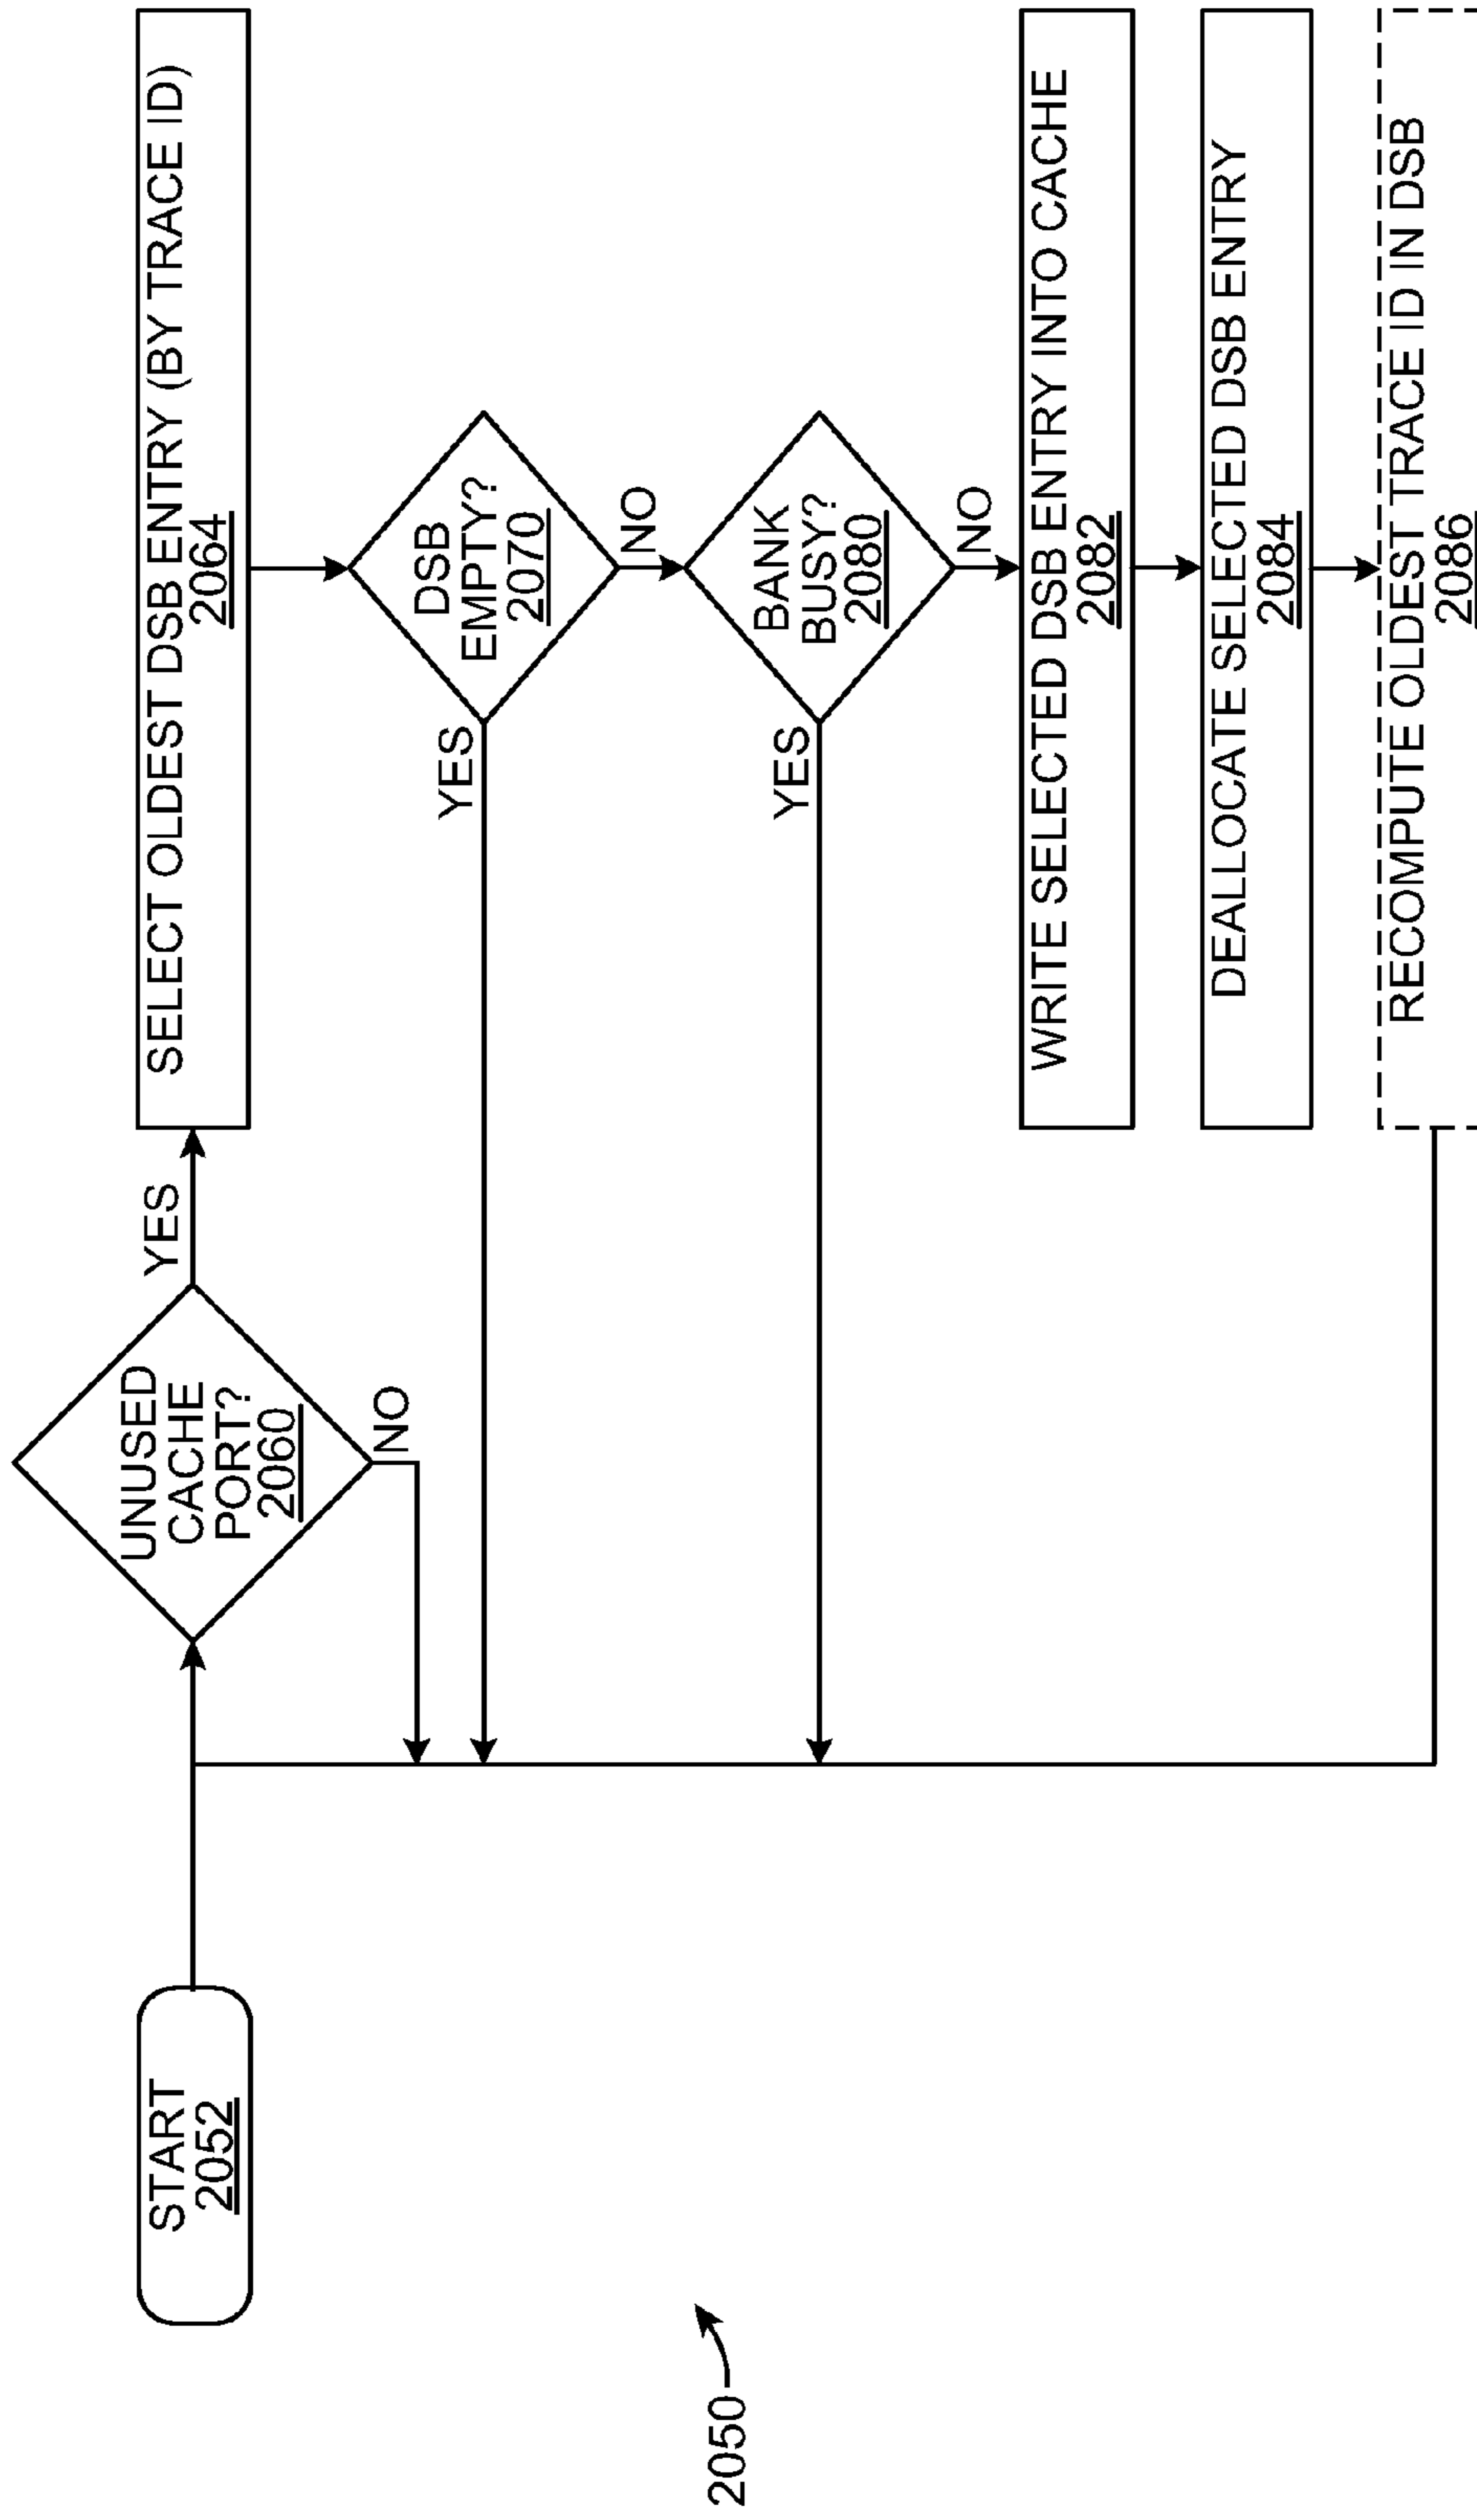 START
2052
UNUSED
CACHE
PORT?
2060
YES
NO
SELECT OLDEST DSB ENTRY (BY TRACE ID)
2064
DSB
EMPTY?
2070
YES
NO
BANK
BUSY?
2080
YES
NO
WRITE SELECTED DSB ENTRY INTO CACHE
2082
DEALLOCATE SELECTED DSB ENTRY
2084
RECOMPUTE OLDEST TRACE ID IN DSB
2086
2050